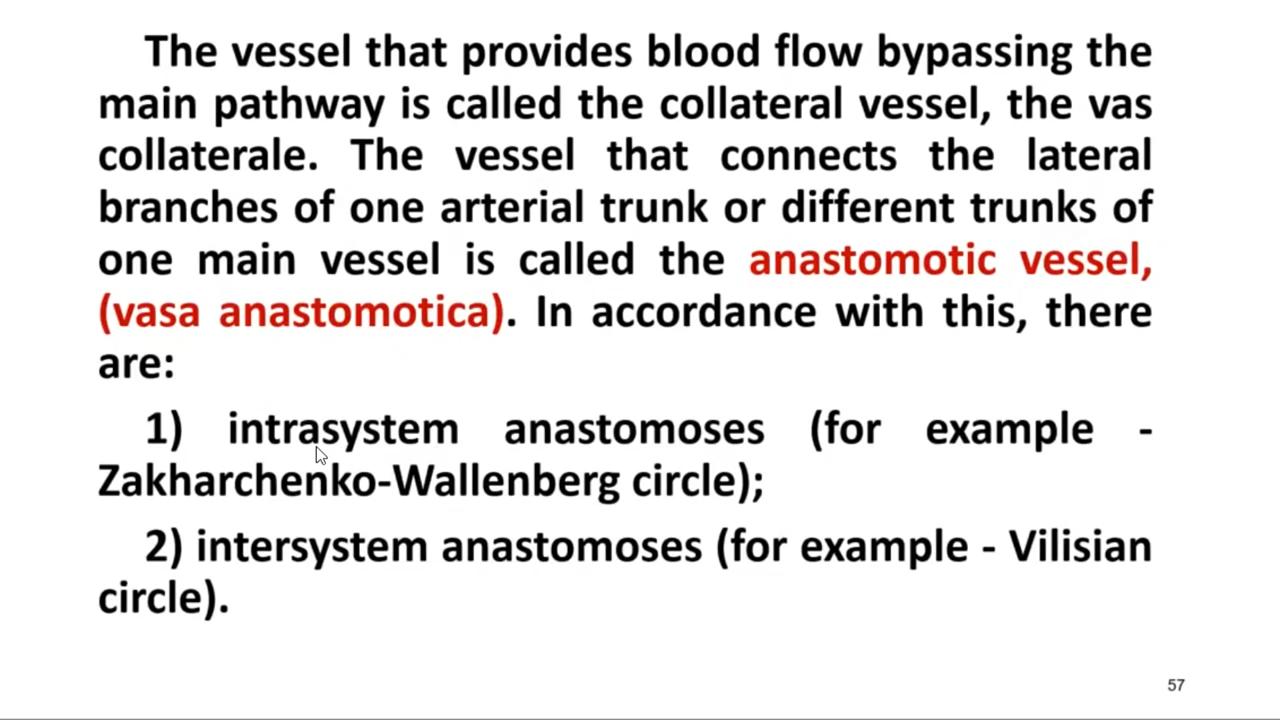 The vessel that provides blood flow bypassing the
main pathway is called the collateral vessel, the vas
collaterale. The vessel that connects the lateral
branches of one arterial trunk or different trunks of
one main vessel is called the anastomotic vessel,
(vasa anastomotica). In accordance with this, there
are:
1) intrasystem anastomoses (for example -
Zakharchenko-Wallenberg circle);
2) intersystem anastomoses (for example - Vilisian
circle).
57